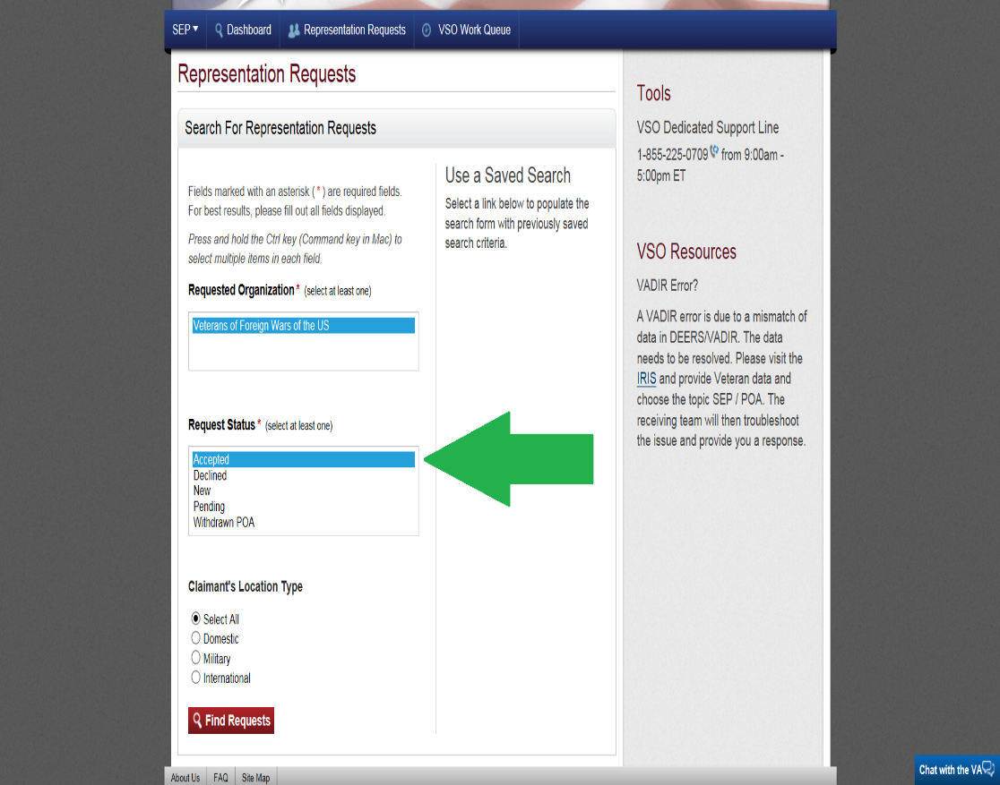 SEP▼ Dashboard Representation Requests VSO Work Queue
Representation Requests
Search For Representation Requests
Fields marked with an asterisk ( * ) are required fields.
For best results, please fill out all fields displayed.
Press and hold the Ctrl key (Command key in Mac) to
select multiple items in each field.
Requested Organization * (select at least one)
Veterans of Foreign Wars of the US
Request Status * (select at least one)
Accepted
Declined
New
Pending
Withdrawn POA
Claimant's Location Type
Select All
Domestic
Military
International
Find Requests
Use a Saved Search
Select a link below to populate the
search form with previously saved
search criteria.
Tools
VSO Dedicated Support Line
1-855-225-0709 from 9:00am -
5:00pm ET
VSO Resources
VADIR Error?
A VADIR error is due to a mismatch of
data in DEERS/VADIR. The data
needs to be resolved. Please visit the
IRIS and provide Veteran data and
choose the topic SEP / POA. The
receiving team will then troubleshoot
the issue and provide you a response.
About Us FAQ Site Map
Chat with the VA